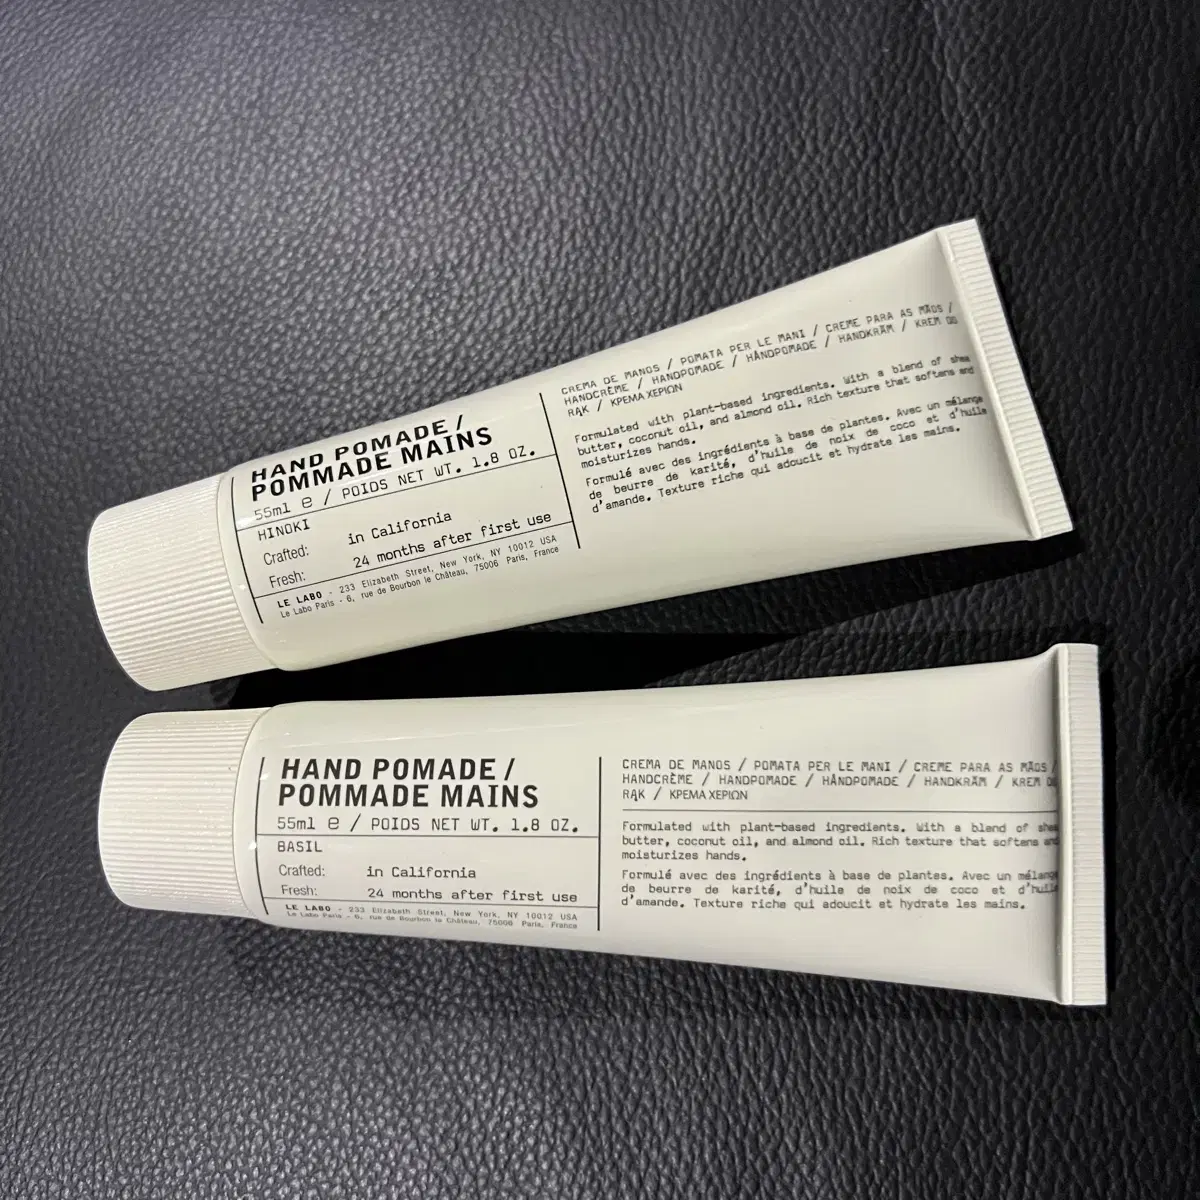 HAND POMADE /
POMMADE MAINS
55ml ℮ / POIDS NET WT. 1.8 OZ.
HINOKI
Crafted: in California
Fresh: 24 months after first use
LE LABO - 233 Elizabeth Street, New York, NY 10012 USA
Le Labo Paris - 6, rue de Bourbon le Château, 75006 Paris, France
CREMA DE MANOS / POMATA PER LE MANI / CREME PARA AS MÃOS /
HANDCRÈME / HANDPOMADE / HÅNDPOMADE / HANDKRÄM / KREM DO
RĄK / ΚΡΕΜΑ ΧΕΡΙΩΝ
Formulated with plant-based ingredients. With a blend of shea
butter, coconut oil, and almond oil. Rich texture that softens and
moisturizes hands.
Formulé avec des ingrédients à base de plantes. Avec un mélange
de beurre de karité, d'huile de noix de coco et d'huile
d'amande. Texture riche qui adoucit et hydrate les mains.
HAND POMADE /
POMMADE MAINS
55ml ℮ / POIDS NET WT. 1.8 OZ.
BASIL
Crafted: in California
Fresh: 24 months after first use
LE LABO - 233 Elizabeth Street, New York, NY 10012 USA
Le Labo Paris - 6, rue de Bourbon le Château, 75006 Paris, France
CREMA DE MANOS / POMATA PER LE MANI / CREME PARA AS MÃOS /
HANDCRÈME / HANDPOMADE / HÅNDPOMADE / HANDKRÄM / KREM DO
RĄK / ΚΡΕΜΑ ΧΕΡΙΩΝ
Formulated with plant-based ingredients. With a blend of shea
butter, coconut oil, and almond oil. Rich texture that softens and
moisturizes hands.
Formulé avec des ingrédients à base de plantes. Avec un mélange
de beurre de karité, d'huile de noix de coco et d'huile
d'amande. Texture riche qui adoucit et hydrate les mains.